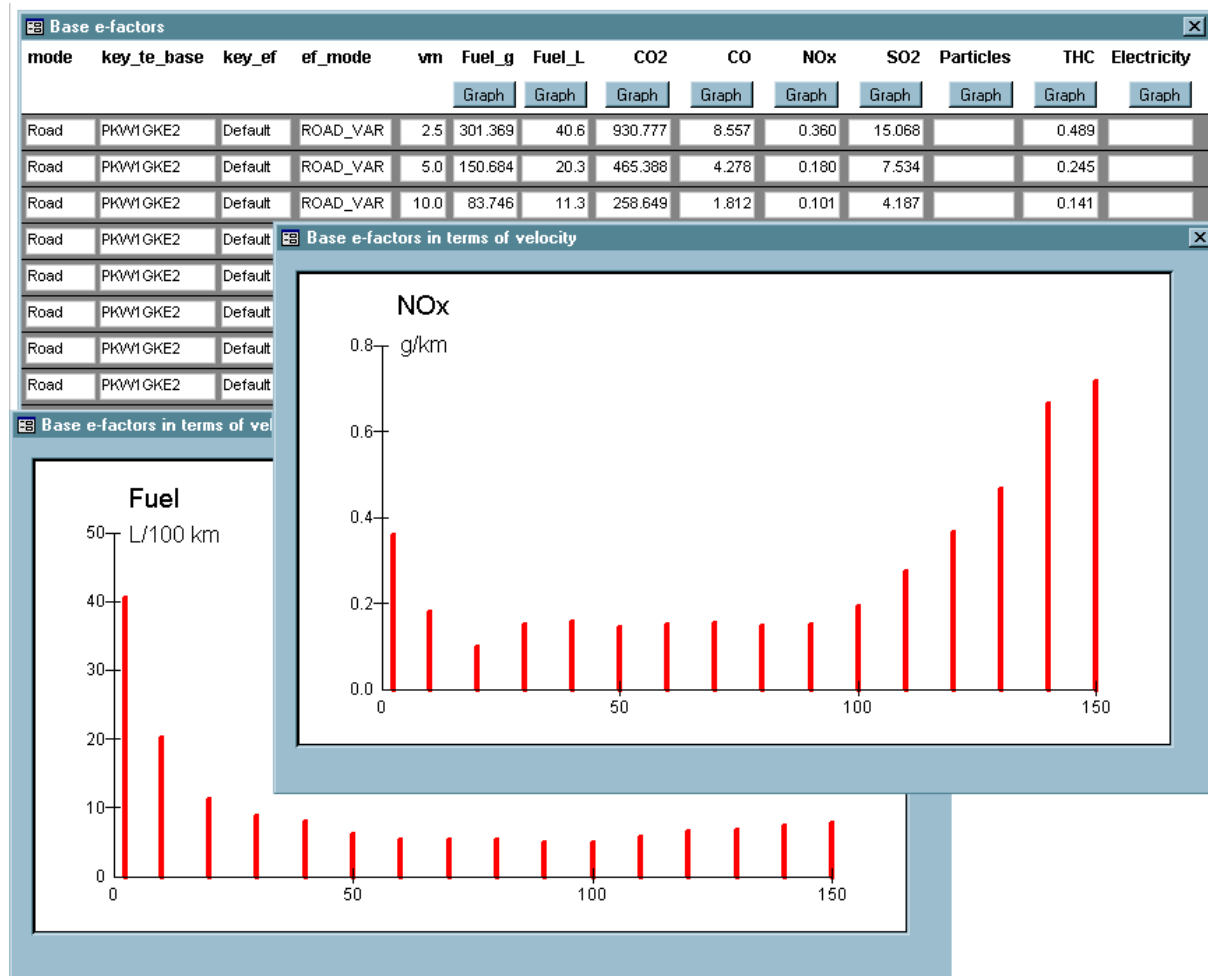 Base e-factors
mode key_te_base key_ef ef_mode vm Fuel_g Fuel_L CO2 CO NOx SO2 Particles THC Electricity
Graph Graph Graph Graph Graph Graph Graph Graph Graph
Road PKW1GKE2 Default ROAD_VAR 2.5 301.369 40.6 930.777 8.557 0.360 15.068 0.489
Road PKW1GKE2 Default ROAD_VAR 5.0 150.684 20.3 465.388 4.278 0.180 7.534 0.245
Road PKW1GKE2 Default ROAD_VAR 10.0 83.746 11.3 258.649 1.812 0.101 4.187 0.141
Road PKW1GKE2 Default
Road PKW1GKE2 Default
Road PKW1GKE2 Default
Road PKW1GKE2 Default
Road PKW1GKE2 Default
Base e-factors in terms of velocity
NOx
g/km
0.8
0.6
0.4
0.2
0.0
0 50 100 150
Base e-factors in terms of vel
Fuel
L/100 km
50
40
30
20
10
0
0 50 100 150